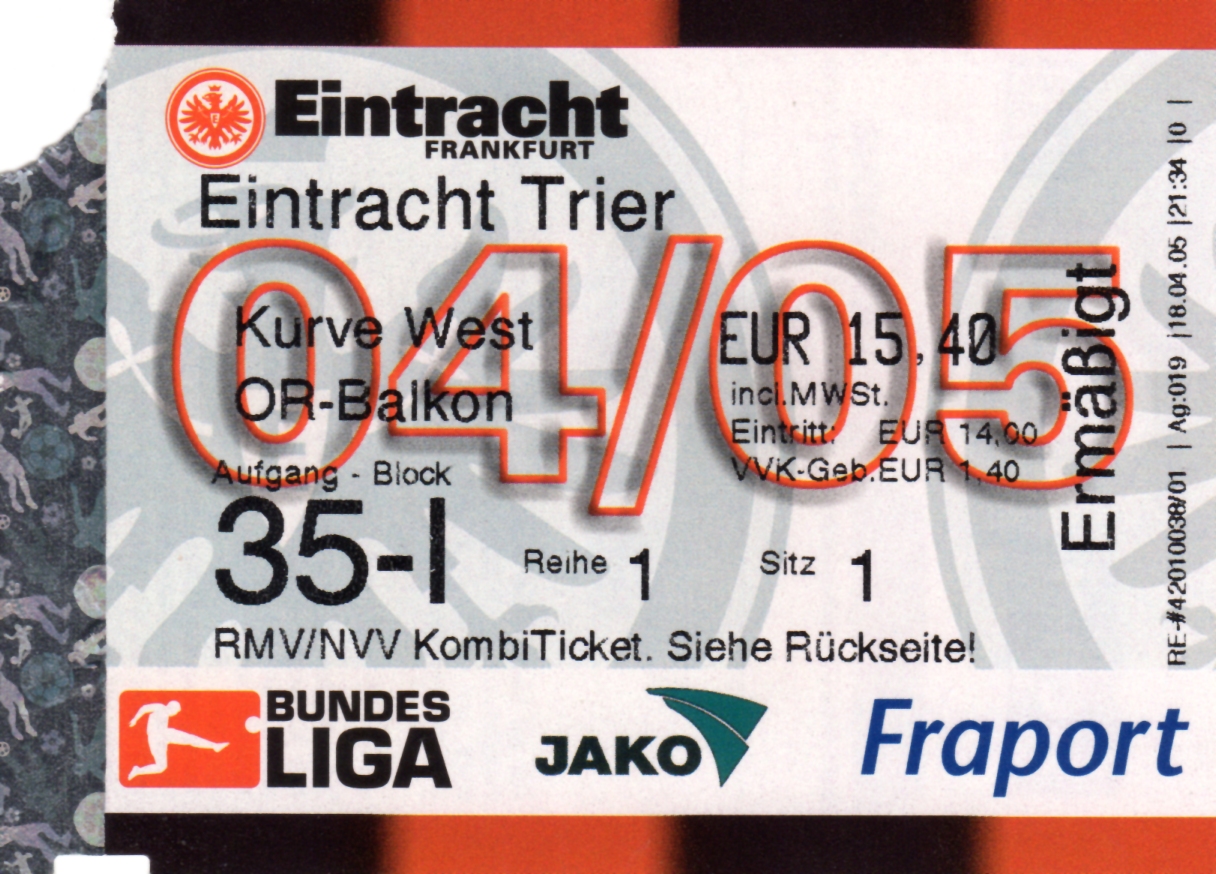 Eintracht
FRANKFURT
Eintracht Trier
04/05
Kurve West
OR-Balkon
EUR 15,40
incl.MWSt.
Eintritt: EUR 14,00
VVK-Geb.EUR 1,40
Ermäßigt
Aufgang - Block
35-I
Reihe 1
Sitz 1
RMV/NVV KombiTicket. Siehe Rückseite!
RE-#42010038/01 | Ag:019 |18.04.05 |21:34 |0 |
BUNDES
LIGA
JAKO
Fraport